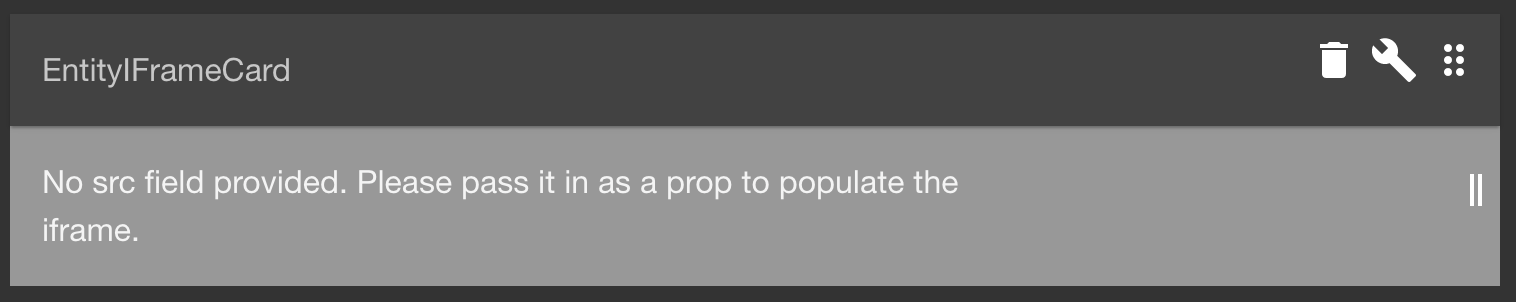 EntityIFrameCard
No src field provided. Please pass it in as a prop to populate the
iframe.